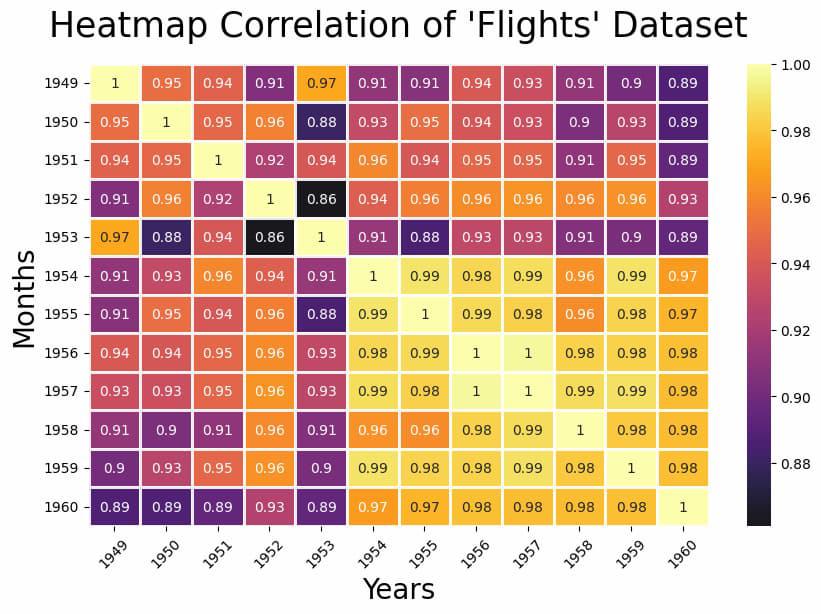 Heatmap Correlation of 'Flights' Dataset
1949 1 0.95 0.94 0.91 0.97 0.91 0.91 0.94 0.93 0.91 0.9 0.89
1950 0.95 1 0.95 0.96 0.88 0.93 0.95 0.94 0.93 0.9 0.93 0.89
1951 0.94 0.95 1 0.92 0.94 0.96 0.94 0.95 0.95 0.91 0.95 0.89
1952 0.91 0.96 0.92 1 0.86 0.94 0.96 0.96 0.96 0.96 0.96 0.93
1953 0.97 0.88 0.94 0.86 1 0.91 0.88 0.93 0.93 0.91 0.9 0.89
1954 0.91 0.93 0.96 0.94 0.91 1 0.99 0.98 0.99 0.96 0.99 0.97
1955 0.91 0.95 0.94 0.96 0.88 0.99 1 0.99 0.98 0.96 0.98 0.97
1956 0.94 0.94 0.95 0.96 0.93 0.98 0.99 1 1 0.98 0.98 0.98
1957 0.93 0.93 0.95 0.96 0.93 0.99 0.98 1 1 0.99 0.99 0.98
1958 0.91 0.9 0.91 0.96 0.91 0.96 0.96 0.98 0.99 1 0.98 0.98
1959 0.9 0.93 0.95 0.96 0.9 0.99 0.98 0.98 0.99 0.98 1 0.98
1960 0.89 0.89 0.89 0.93 0.89 0.97 0.97 0.98 0.98 0.98 0.98 1
1949 1950 1951 1952 1953 1954 1955 1956 1957 1958 1959 1960
Months
Years
1.00
0.98
0.96
0.94
0.92
0.90
0.88